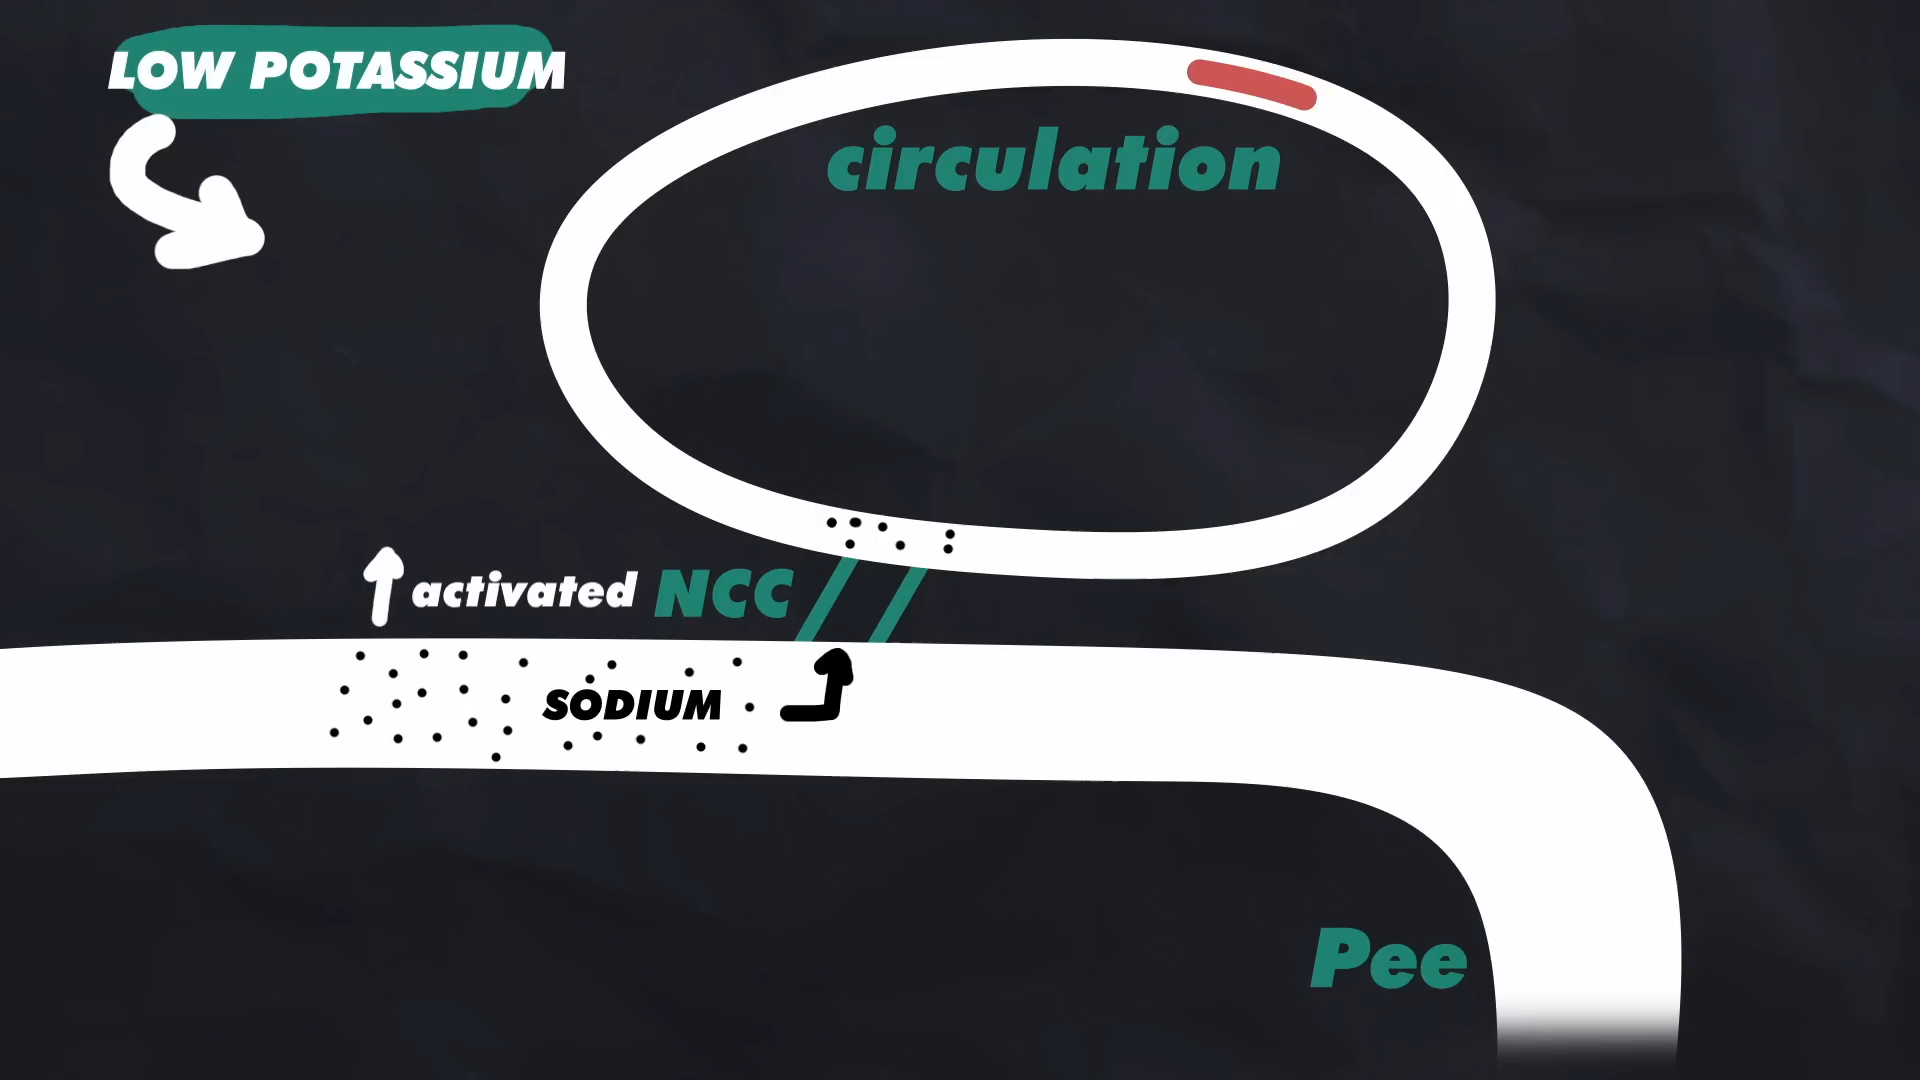 LOW POTASSIUM
circulation
activated NCC
SODIUM
Pee